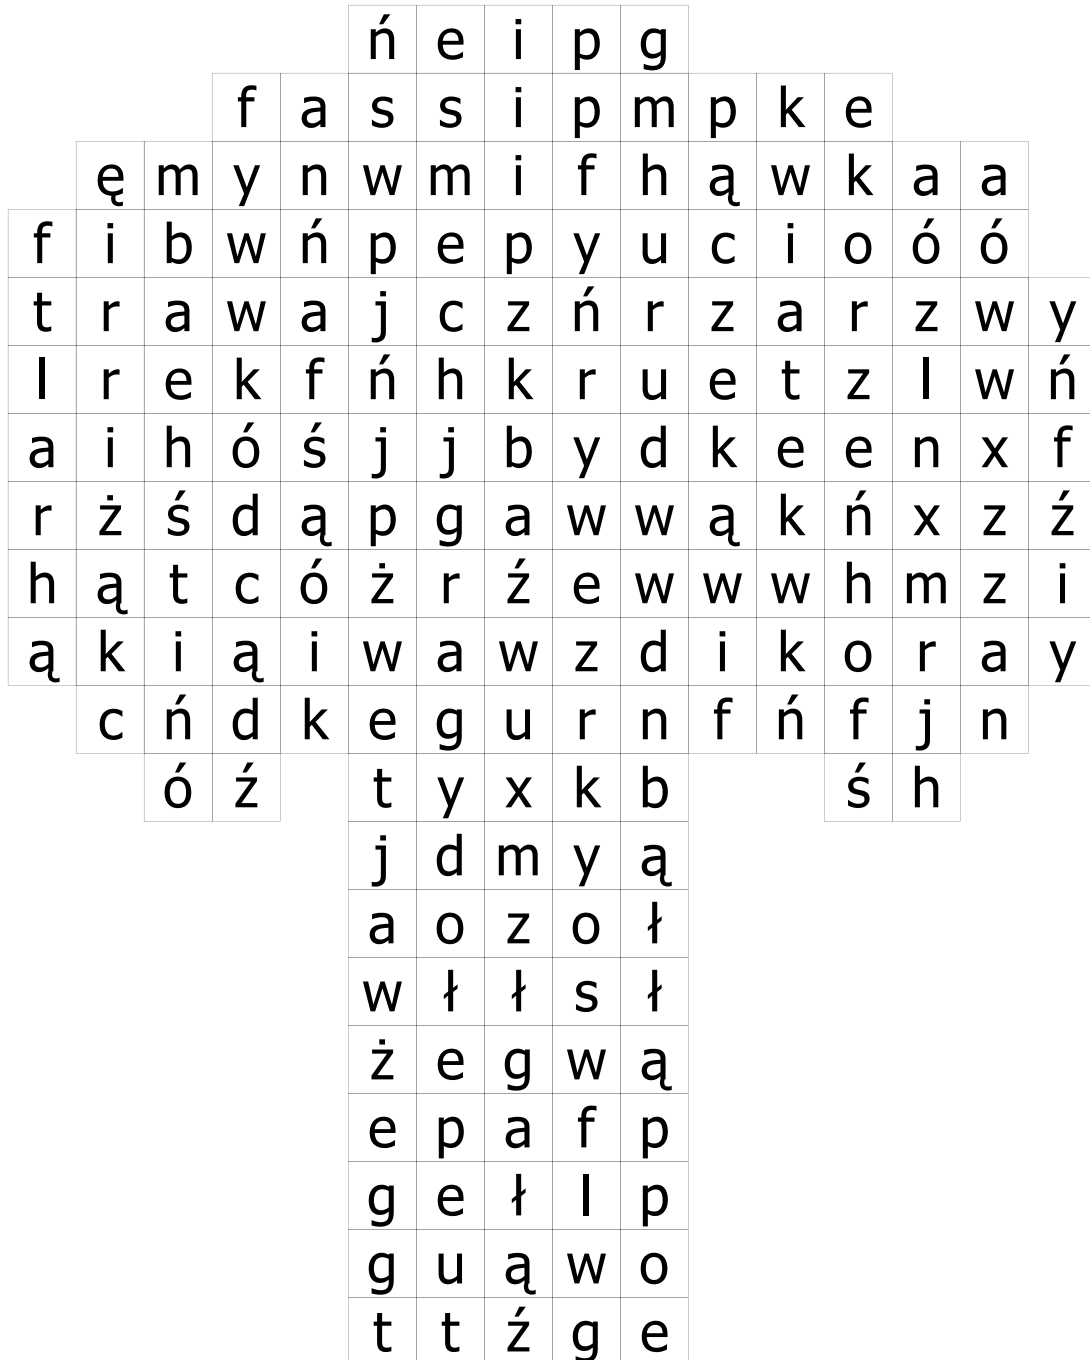 ń e i p g
f a s s i p m p k e
ę m y n w m i f h ą w k a a
f i b w ń p e p y u c i o ó ó
t r a w a j c z ń r z a r z w y
l r e k f ń h k r u e t z l w ń
a i h ó ś j j b y d k e e n x f
r ż ś d ą p g a w w ą k ń x z ź
h ą t c ó ż r ź e w w w h m z i
ą k i ą i w a w z d i k o r a y
c ń d k e g u r n f ń f j n
ó ź t y x k b ś h
j d m y ą
a o z o ł
w ł ł s ł
ż e g w ą
e p a f p
g e ł l p
g u ą w o
t t ź g e